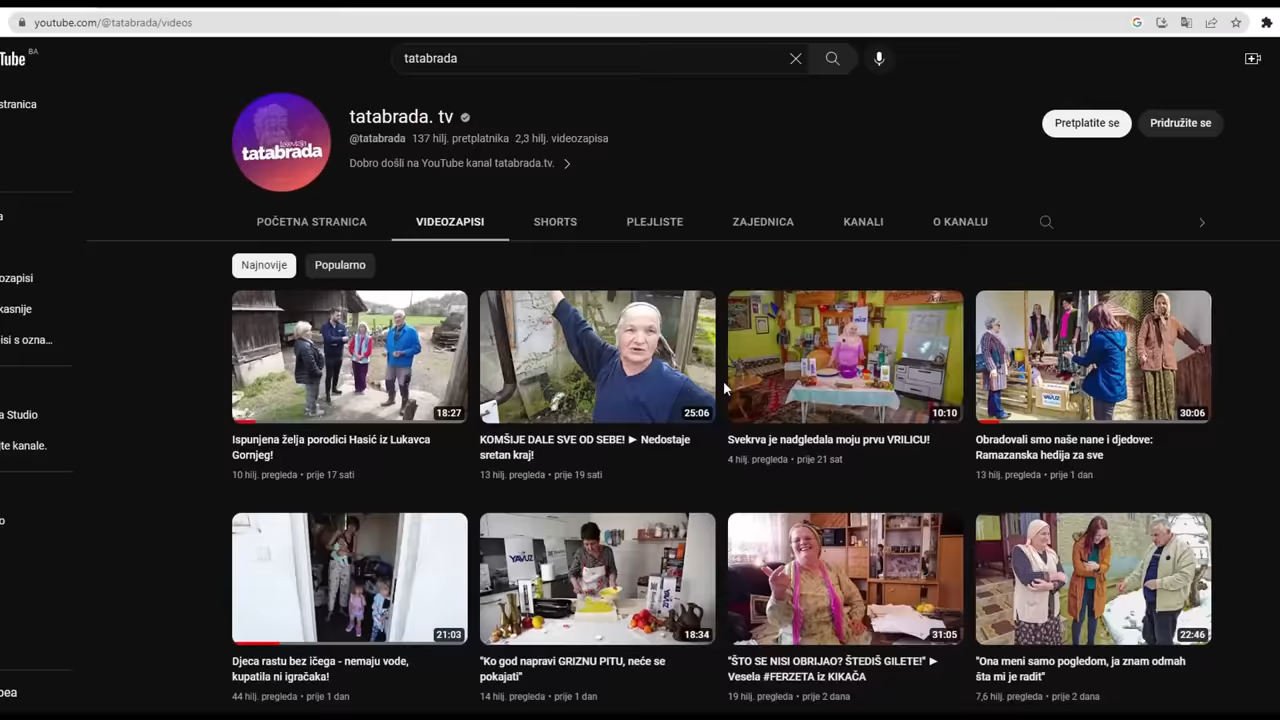 youtube.com/@tatabrada/videos
Tube BA
tatabrada
stranica
tatabrada. tv
@tatabrada 137 hilj. pretplatnika 2,3 hilj. videozapisa
Pretplatite se
Pridružite se
televizija
tatabrada
Dobro došli na YouTube kanal tatabrada.tv.
a
POČETNA STRANICA
VIDEOZAPISI
SHORTS
PLEJLISTE
ZAJEDNICA
KANALI
O KANALU
Najnovije
Popularno
ozapisi
kasnije
isi s ozna...
a Studio
jte kanale.
o
pea
18:27
25:06
10:10
30:06
YAVUZ
Ispunjena želja porodici Hasić iz Lukavca
Gornjeg!
10 hilj. pregleda • prije 17 sati
KOMŠIJE DALE SVE OD SEBE! ► Nedostaje
sretan kraj!
13 hilj. pregleda • prije 19 sati
Svekrva je nadgledala moju prvu VRILICU!
4 hilj. pregleda • prije 21 sat
Obradovali smo naše nane i djedove:
Ramazanska hedija za sve
13 hilj. pregleda • prije 1 dan
21:03
YAVUZ
18:34
31:05
22:46
Djeca rastu bez ičega - nemaju vode,
kupatila ni igračaka!
44 hilj. pregleda • prije 1 dan
"Ko god napravi GRIZNU PITU, neće se
pokajati"
14 hilj. pregleda • prije 1 dan
"ŠTO SE NISI OBRIJAO? ŠTEDIŠ GILETE!" ►
Vesela #FERZETA iz KIKAČA
19 hilj. pregleda • prije 2 dana
"Ona meni samo pogledom, ja znam odmah
šta mi je radit"
7,6 hilj. pregleda • prije 2 dana